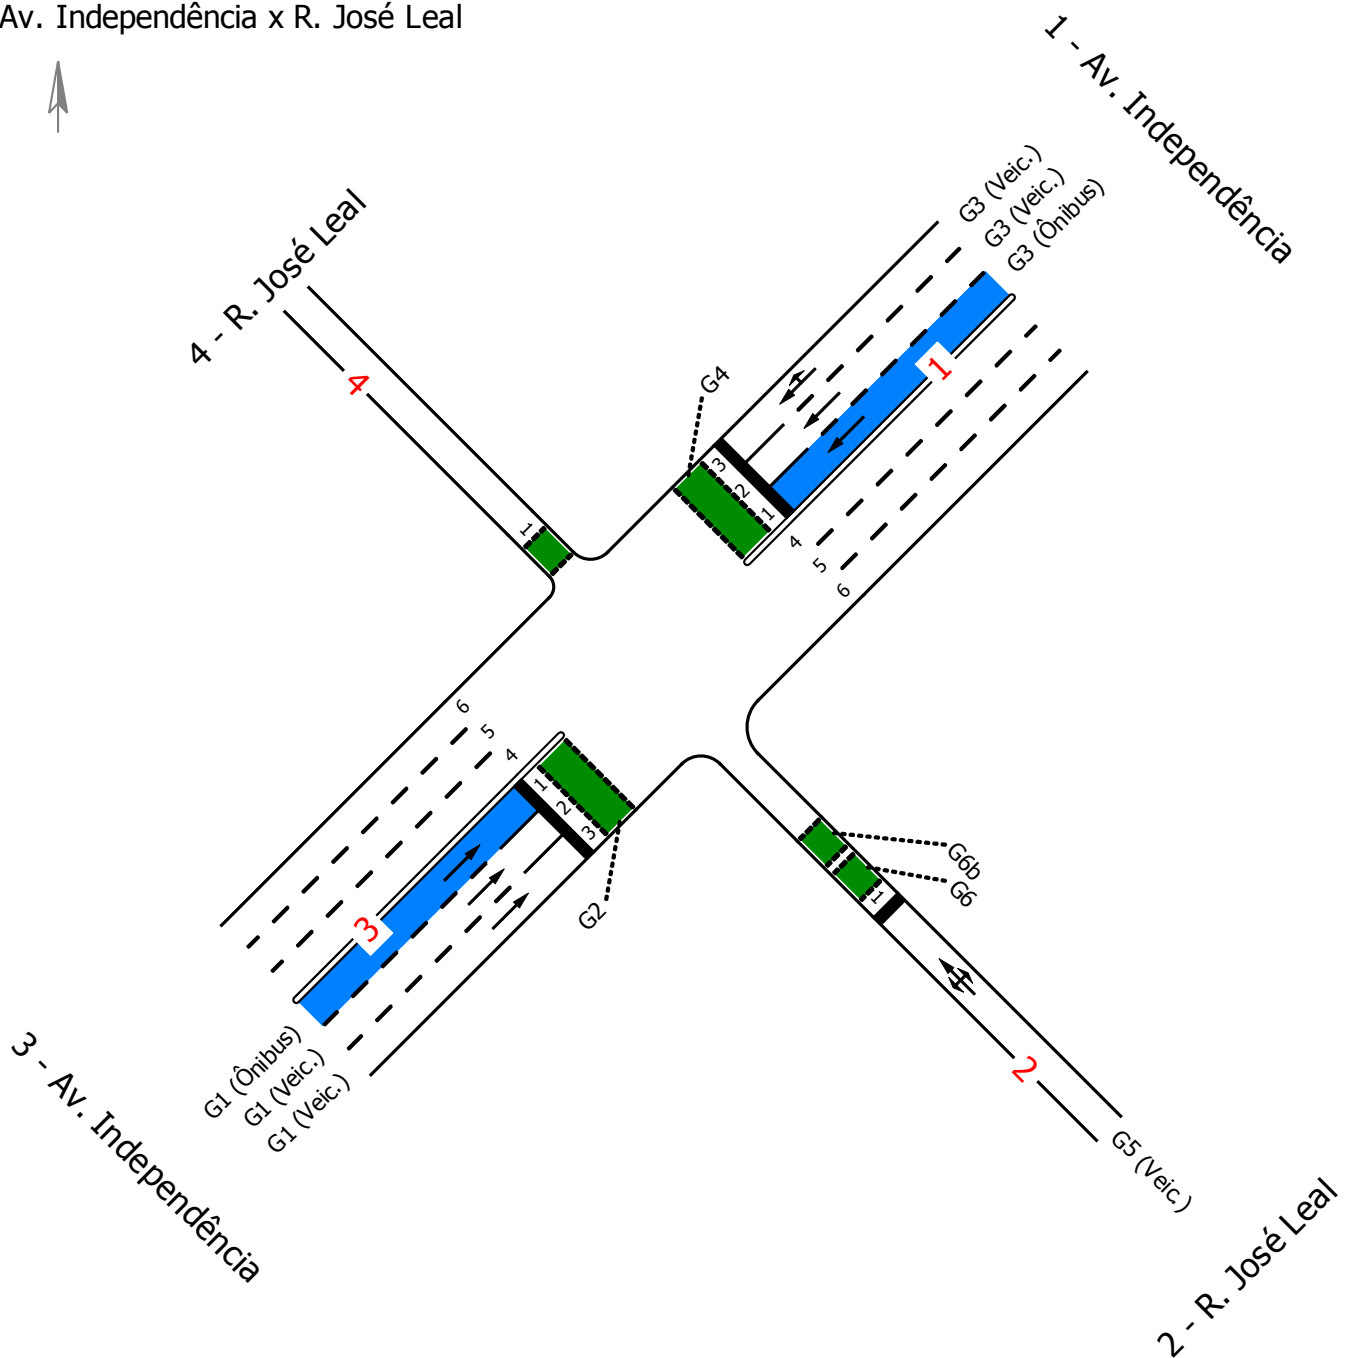 Av. Independência x R. José Leal
1 - Av. Independência
G3 (Veic.)
G3 (Veic.)
G3 (Ônibus)
4 - R. José Leal
4
1
G4
3
2
1
4
5
6
1
6
5
4
1
2
3
3
G2
G6b
G6
1
G1 (Ônibus)
G1 (Veic.)
G1 (Veic.)
3 - Av. Independência
2
G5 (Veic.)
2 - R. José Leal